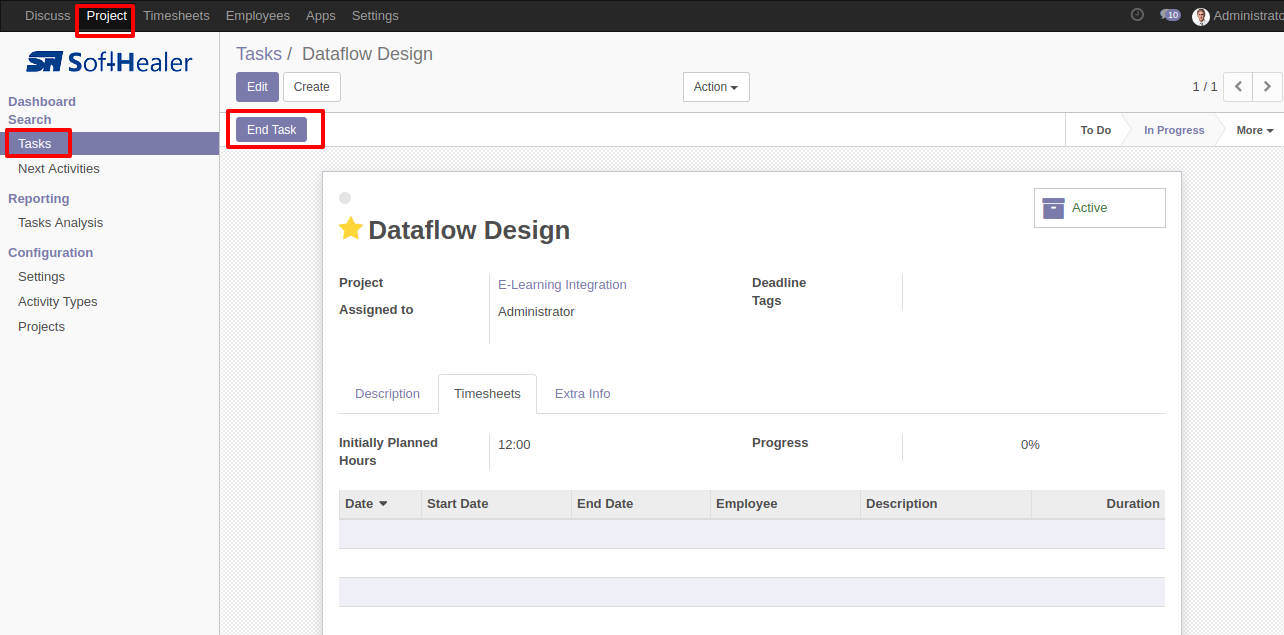 Discuss Project Timesheets Employees Apps Settings 10 Administrato
SoftHealer
Dashboard
Search
Tasks
Next Activities
Reporting
Tasks Analysis
Configuration
Settings
Activity Types
Projects
Tasks / Dataflow Design
Edit Create Action 1 / 1
End Task To Do In Progress More
Active
Dataflow Design
Project E-Learning Integration Deadline
Tags
Assigned to Administrator
Description Timesheets Extra Info
Initially Planned Hours 12:00 Progress 0%
Date Start Date End Date Employee Description Duration